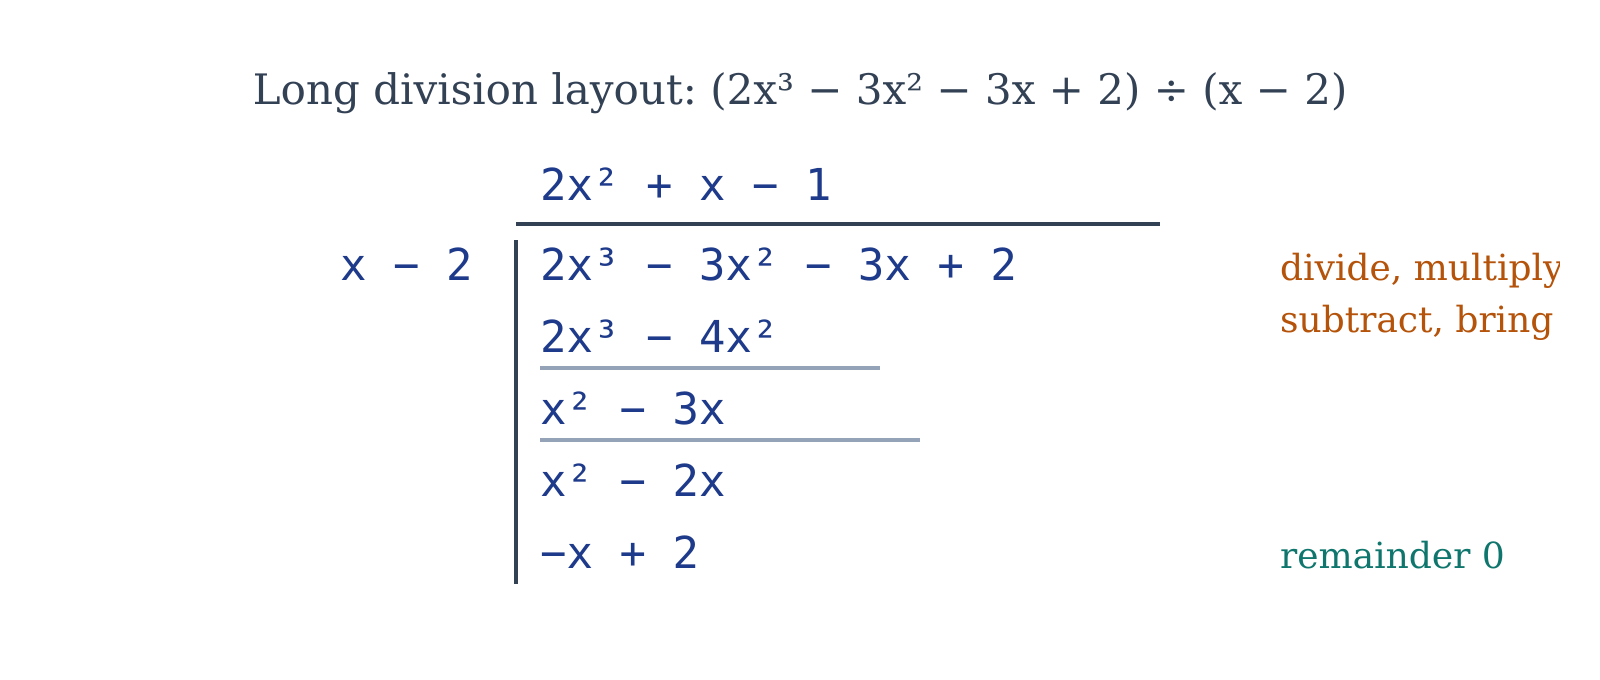 Long division layout: (2x³ − 3x² − 3x + 2) ÷ (x − 2)
2x² + x − 1
x − 2
2x³ − 3x² − 3x + 2
divide, multiply
2x³ − 4x²
subtract, bring
x² − 3x
x² − 2x
−x + 2
remainder 0